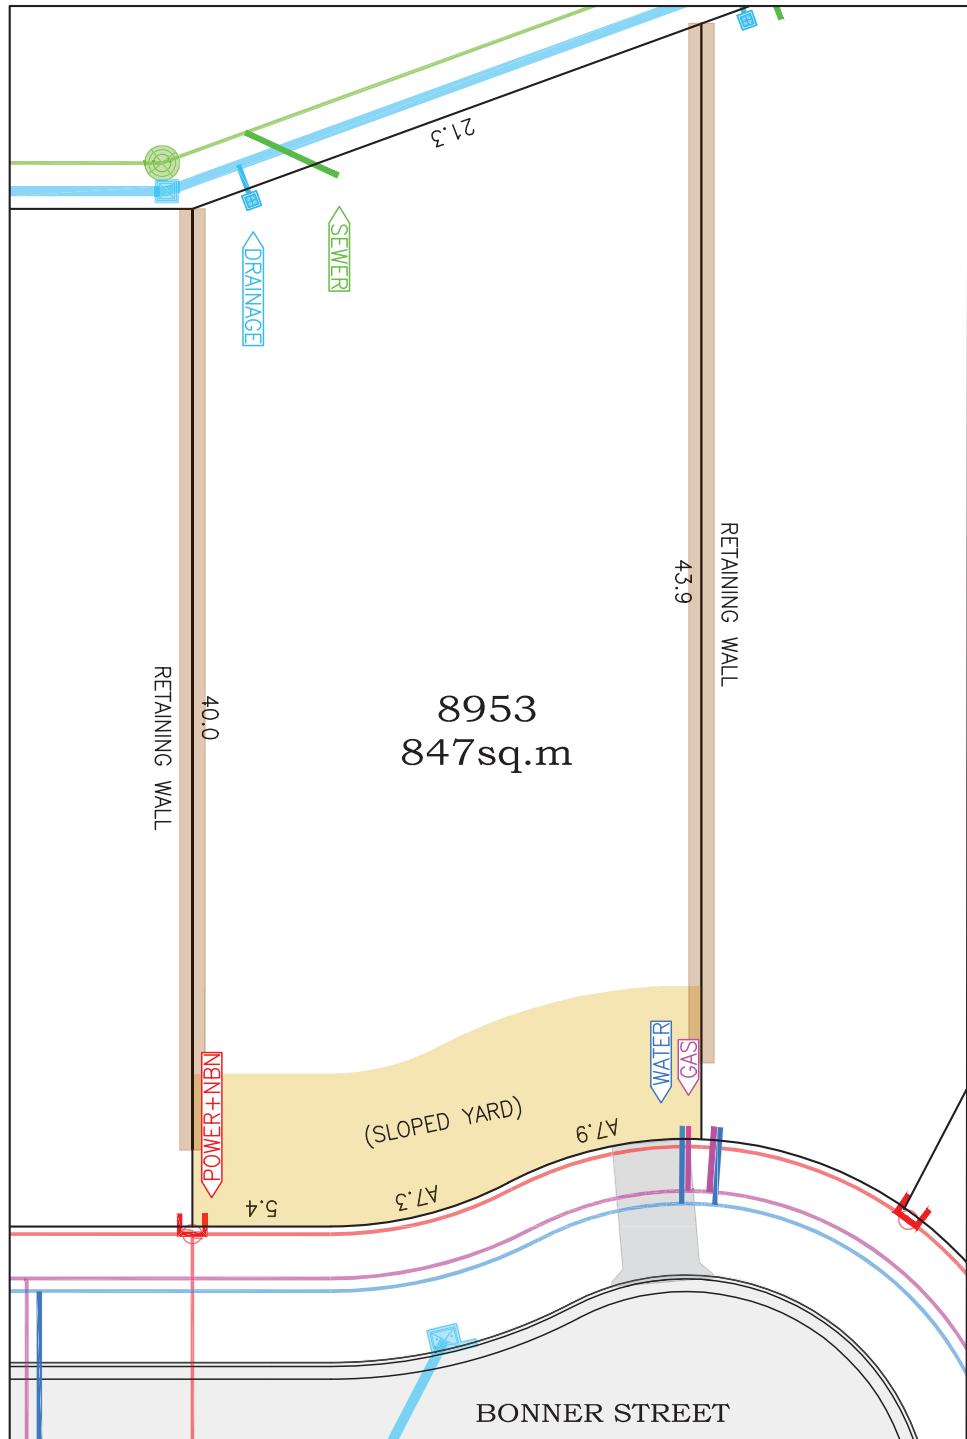 21.3
SEWER
DRAINAGE
RETAINING WALL
43.9
RETAINING WALL
40.0
8953
847sq.m
WATER
GAS
POWER+NBN
(SLOPED YARD)
A7.9
A7.3
5.4
BONNER STREET